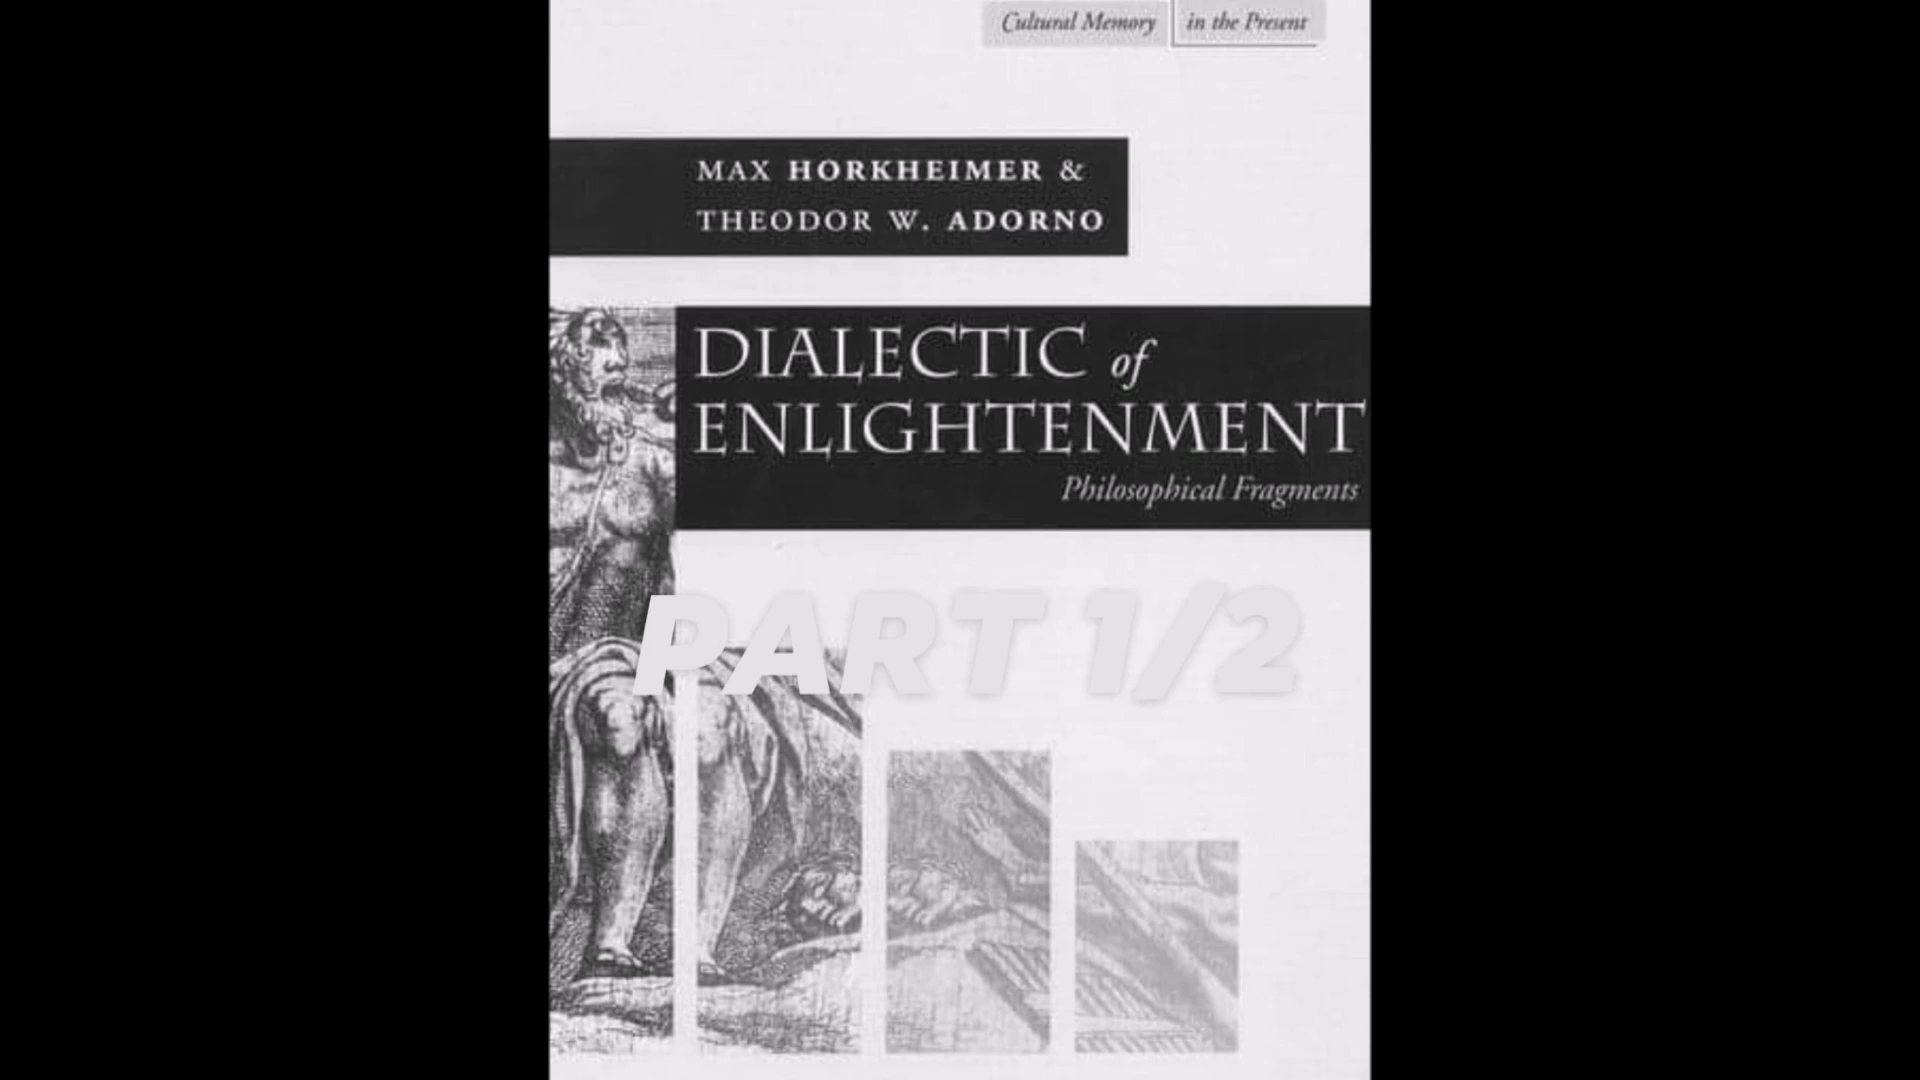 Cultural Memory in the Present
MAX HORKHEIMER &
THEODOR W. ADORNO
DIALECTIC of
ENLIGHTENMENT
Philosophical Fragments
PART 1/2